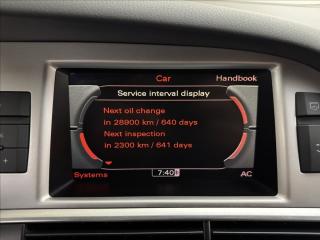 Car
Handbook
Service interval display
Next oil change
in 28900 km / 640 days
Next inspection
in 2300 km / 641 days
Systems
7:40
AC